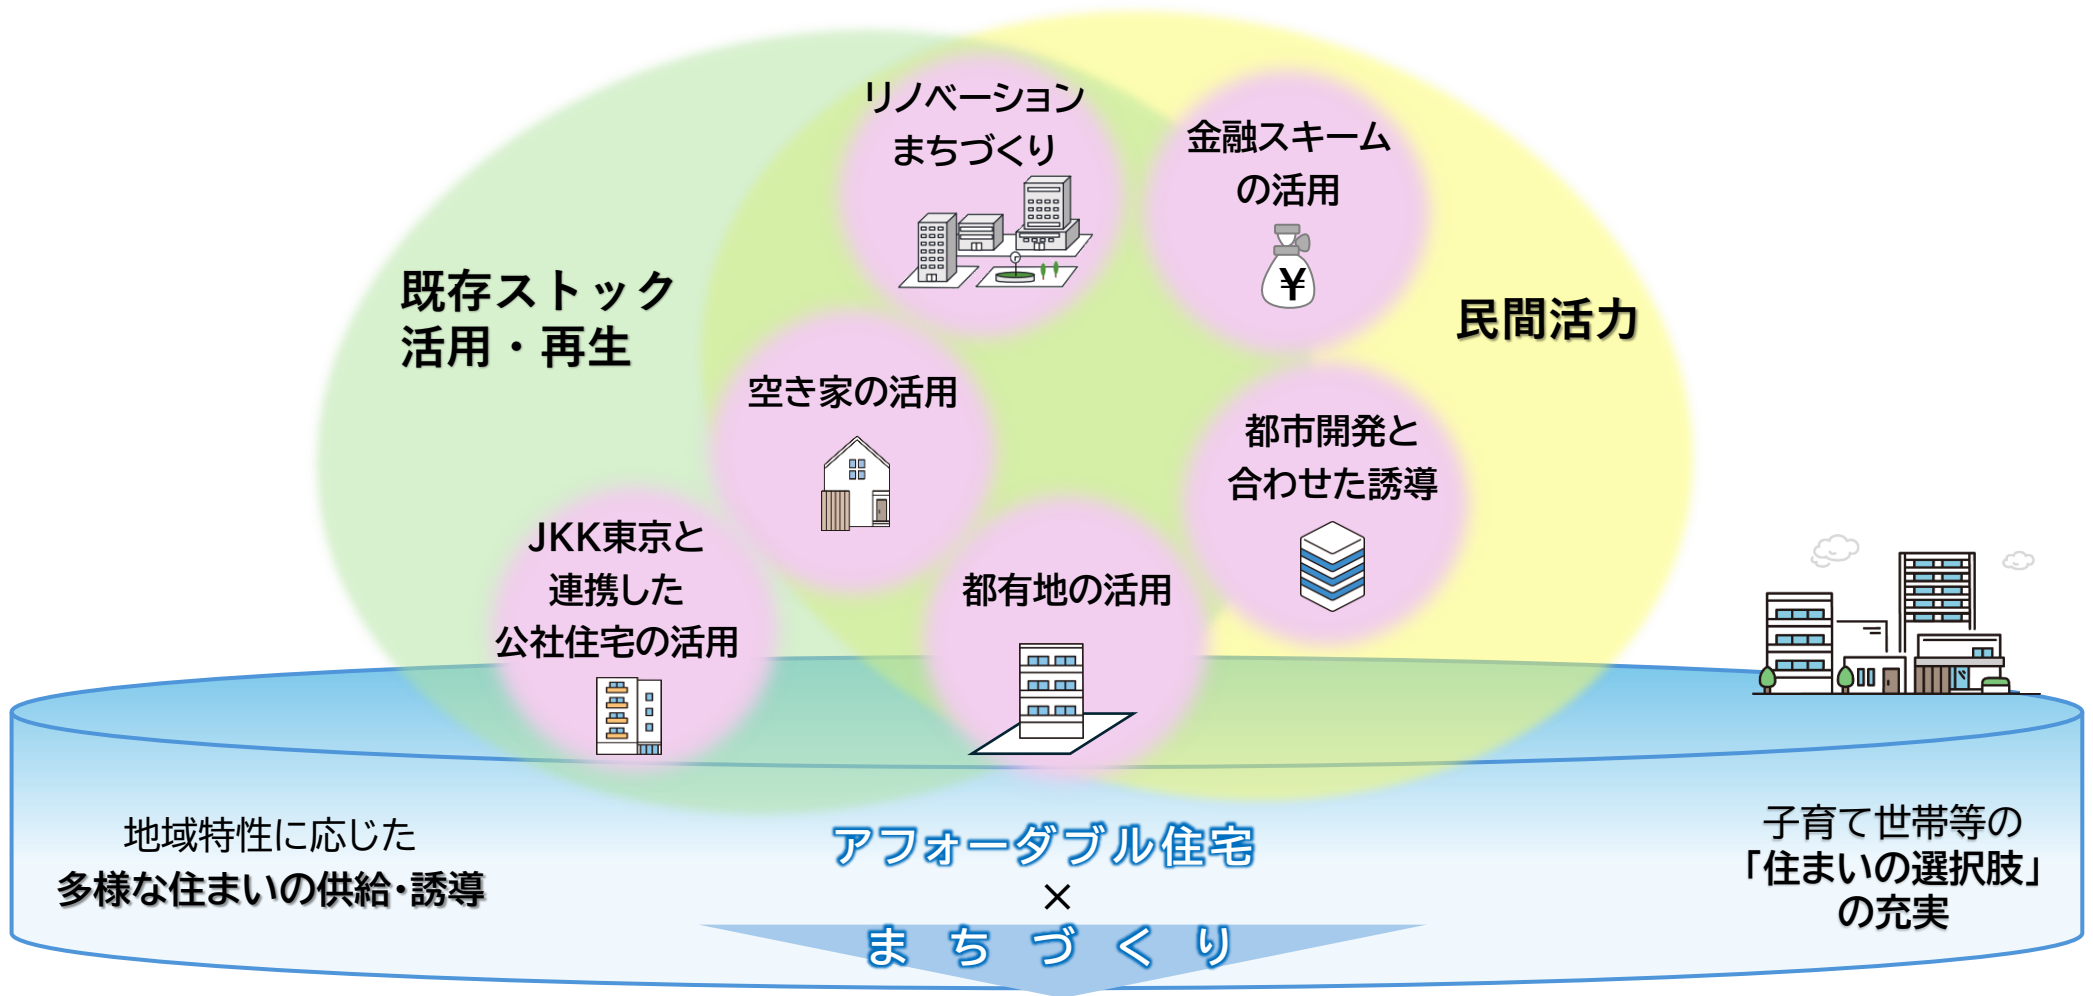 リノベーション
まちづくり
金融スキーム
の活用
¥
既存ストック
活用・再生
民間活力
空き家の活用
都市開発と
合わせた誘導
JKK東京と
連携した
公社住宅の活用
都有地の活用
地域特性に応じた
多様な住まいの供給・誘導
アフォーダブル住宅
×
まちづくり
子育て世帯等の
「住まいの選択肢」
の充実